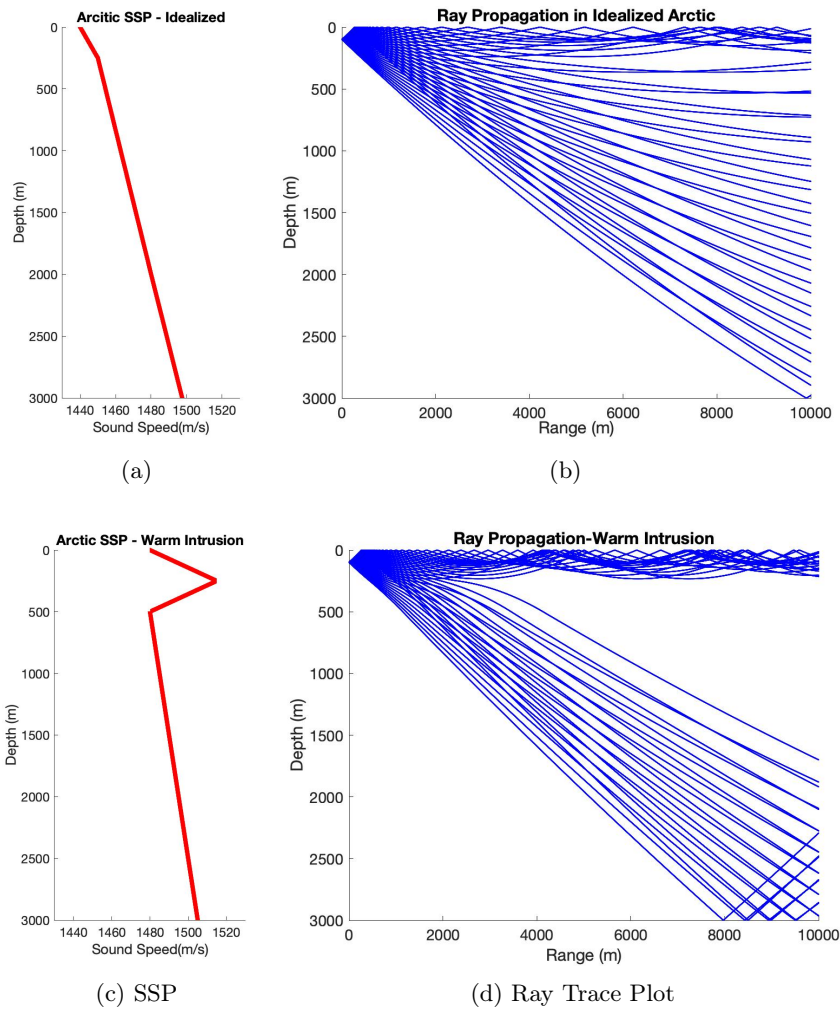 Arcitic SSP - Idealized
0
500
1000
1500
2000
2500
3000
Depth (m)
1440 1460 1480 1500 1520
Sound Speed(m/s)
(a)
Ray Propagation in Idealized Arctic
0
500
1000
1500
2000
2500
3000
Depth (m)
0 2000 4000 6000 8000 10000
Range (m)
(b)
Arctic SSP - Warm Intrusion
0
500
1000
1500
2000
2500
3000
Depth (m)
1440 1460 1480 1500 1520
Sound Speed(m/s)
(c) SSP
Ray Propagation-Warm Intrusion
0
500
1000
1500
2000
2500
3000
Depth (m)
0 2000 4000 6000 8000 10000
Range (m)
(d) Ray Trace Plot